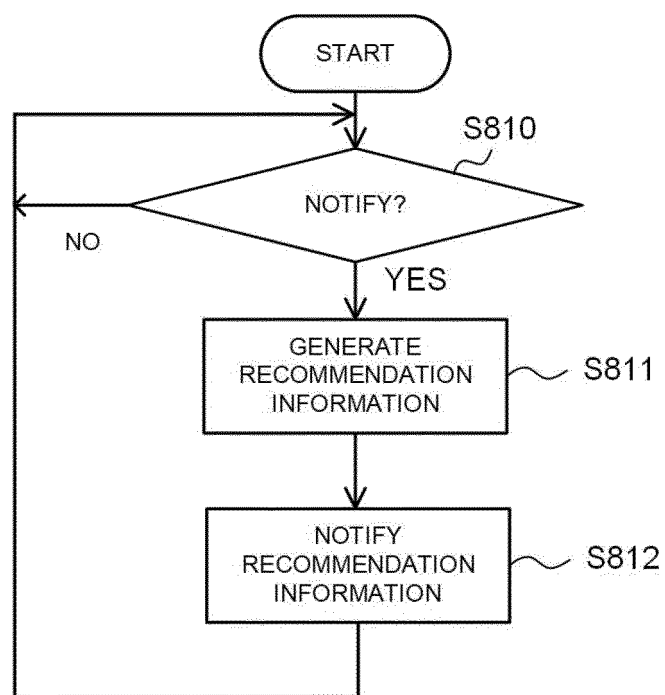 START
S810
NOTIFY?
NO
YES
GENERATE
RECOMMENDATION
INFORMATION
S811
NOTIFY
RECOMMENDATION
INFORMATION
S812